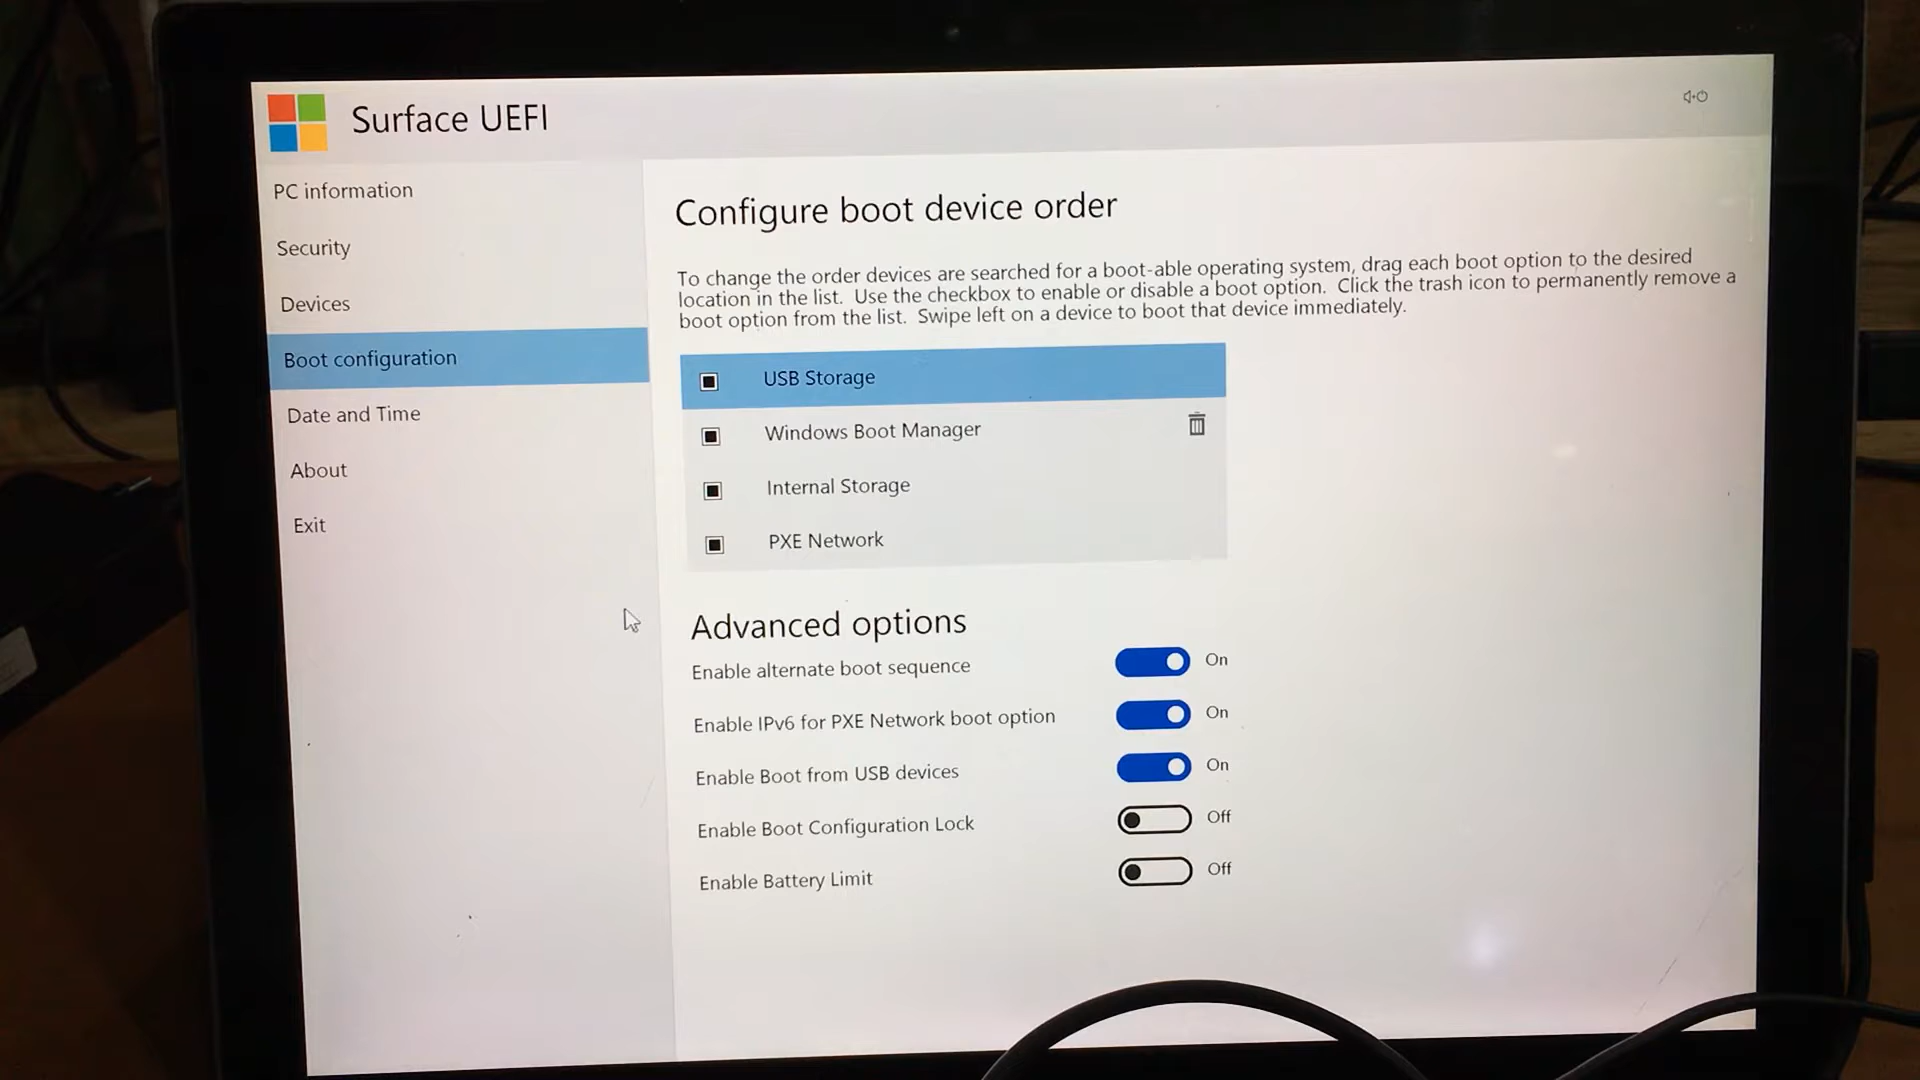 Surface UEFI
PC information
Security
Devices
Boot configuration
Date and Time
About
Exit
Configure boot device order
To change the order devices are searched for a boot-able operating system, drag each boot option to the desired
location in the list.  Use the checkbox to enable or disable a boot option.  Click the trash icon to permanently remove a
boot option from the list.  Swipe left on a device to boot that device immediately.
USB Storage
Windows Boot Manager
Internal Storage
PXE Network
Advanced options
Enable alternate boot sequence On
Enable IPv6 for PXE Network boot option On
Enable Boot from USB devices On
Enable Boot Configuration Lock Off
Enable Battery Limit Off